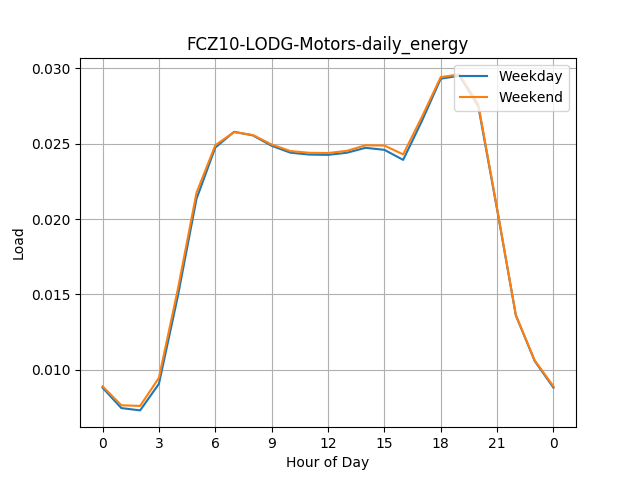 FCZ10-LODG-Motors-daily_energy
Weekday
Weekend
0.030
0.025
0.020
0.015
0.010
Load
0 3 6 9 12 15 18 21 0
Hour of Day